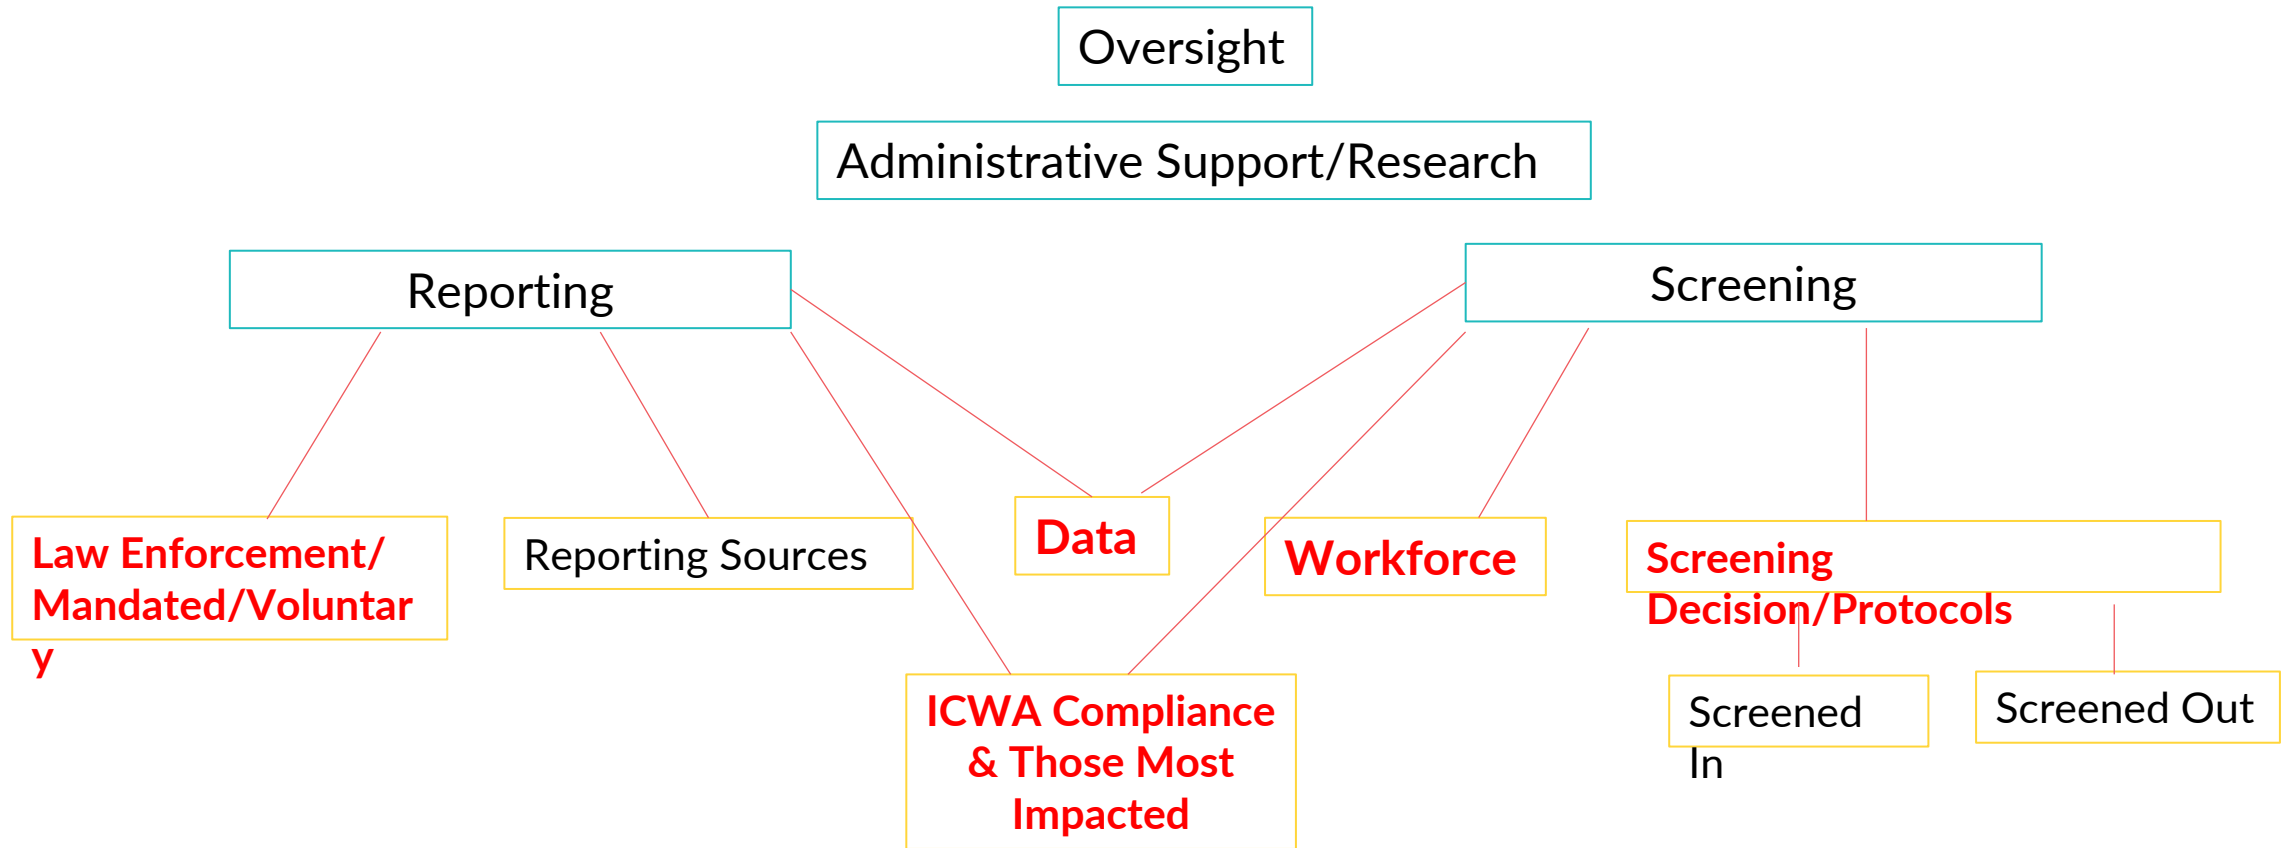 Oversight
Administrative Support/Research
Reporting
Screening
Law Enforcement/
Mandated/Voluntar
y
Reporting Sources
Data
Workforce
Screening
Decision/Protocols
ICWA Compliance
& Those Most
Impacted
Screened
In
Screened Out